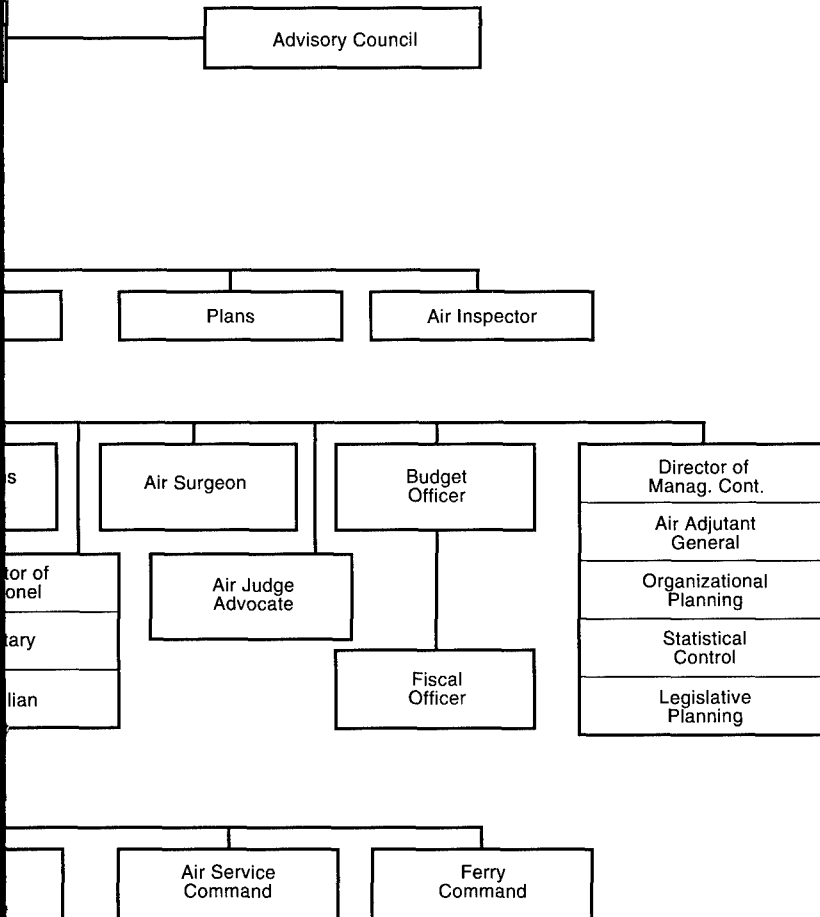 Advisory Council
Plans
Air Inspector
Air Surgeon
Budget
Officer
Director of
Manag. Cont.
Air Adjutant
General
Organizational
Planning
Statistical
Control
Legislative
Planning
of
Air Judge
Advocate
Fiscal
Officer
Air Service
Command
Ferry
Command